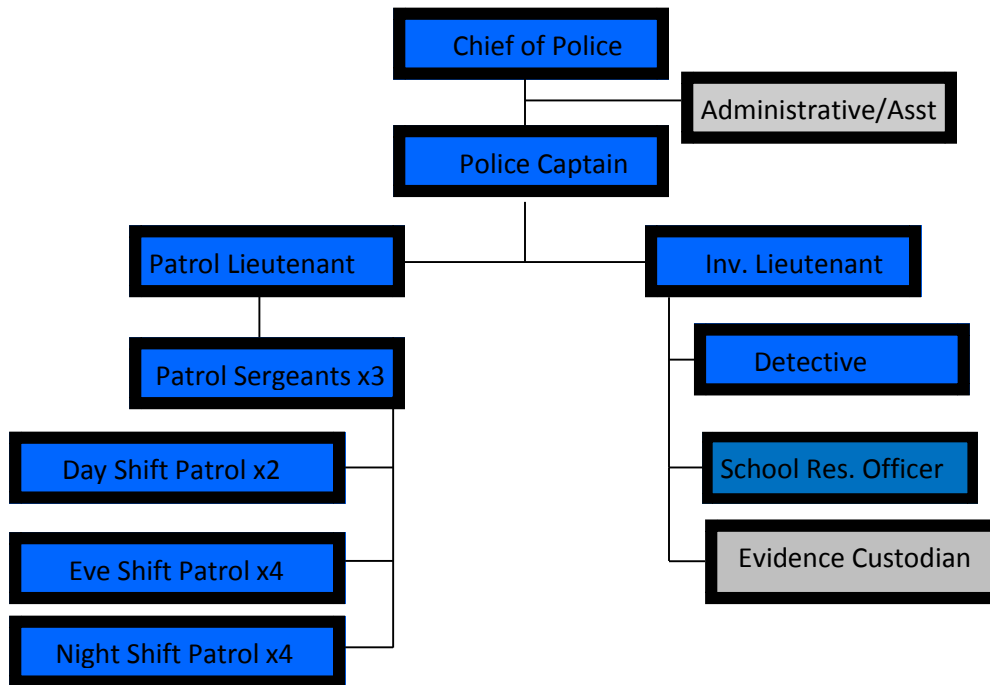 Chief of Police
Administrative/Asst
Police Captain
Patrol Lieutenant
Inv. Lieutenant
Patrol Sergeants x3
Detective
Day Shift Patrol x2
School Res. Officer
Eve Shift Patrol x4
Evidence Custodian
Night Shift Patrol x4